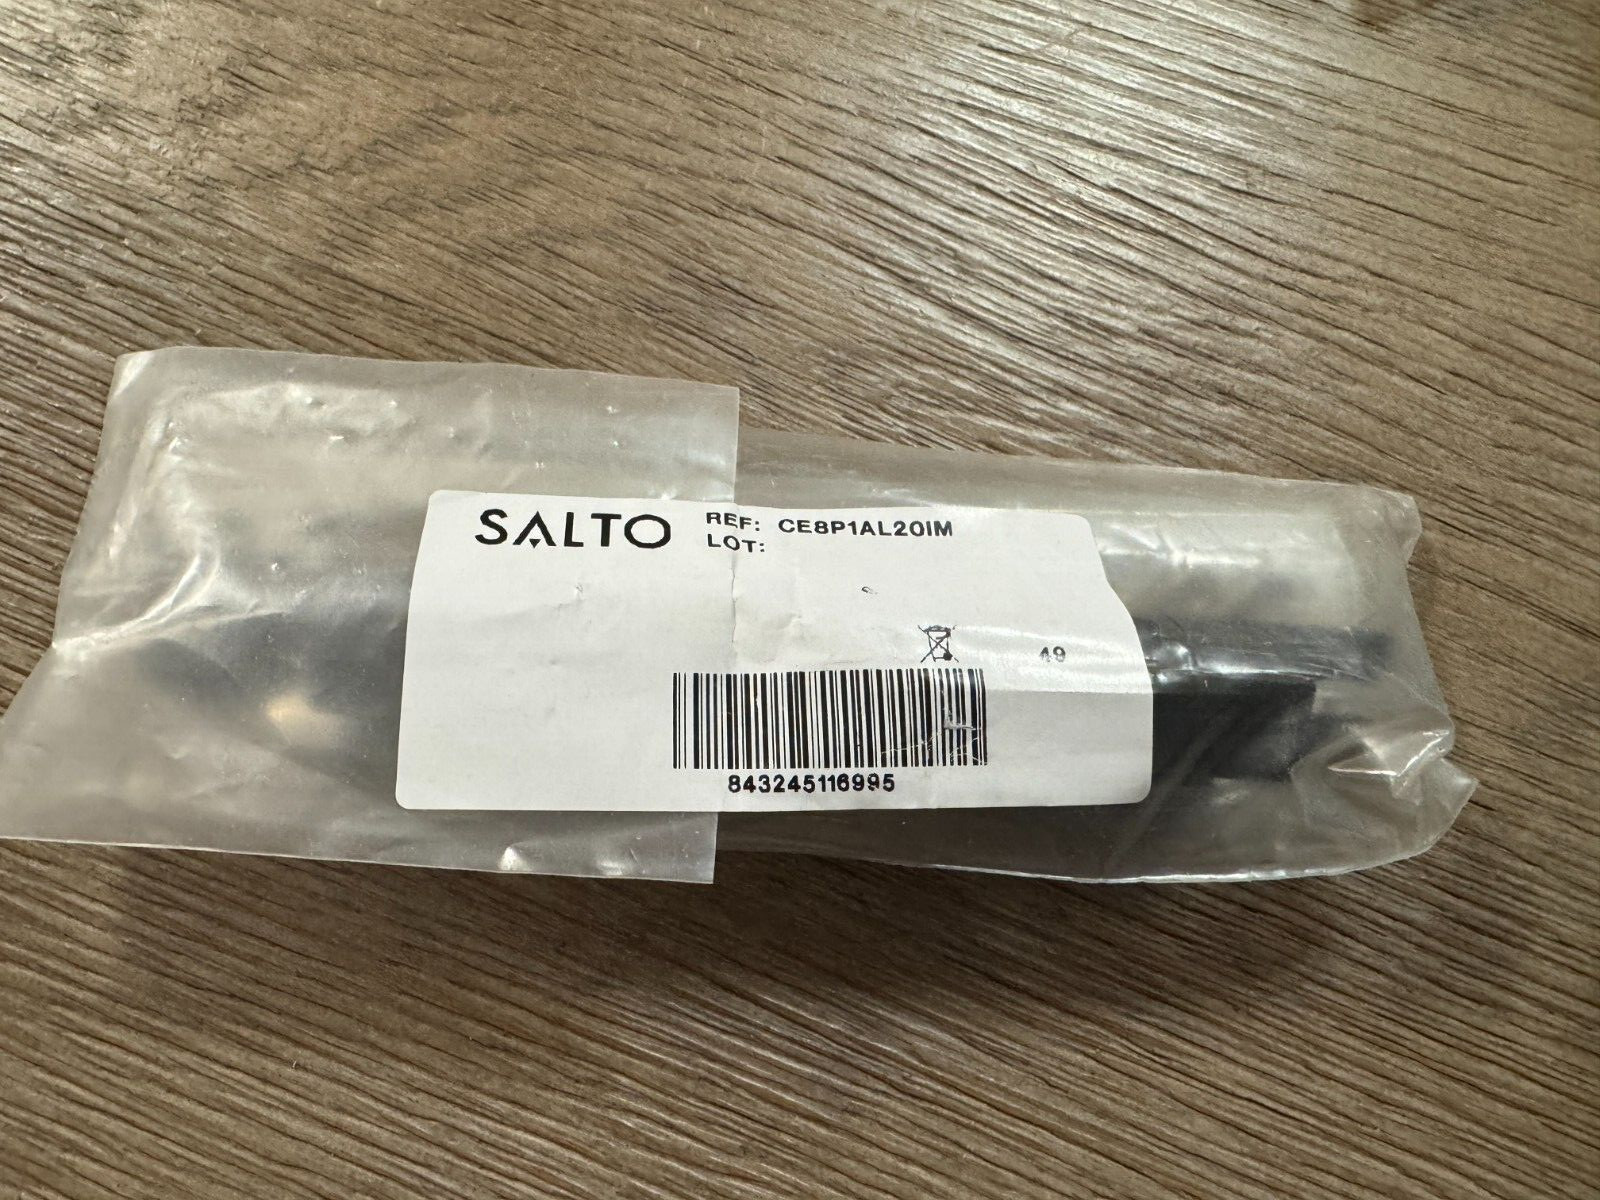 SALTO
REF: CE8P1AL20IM
LOT:
49
843245116995